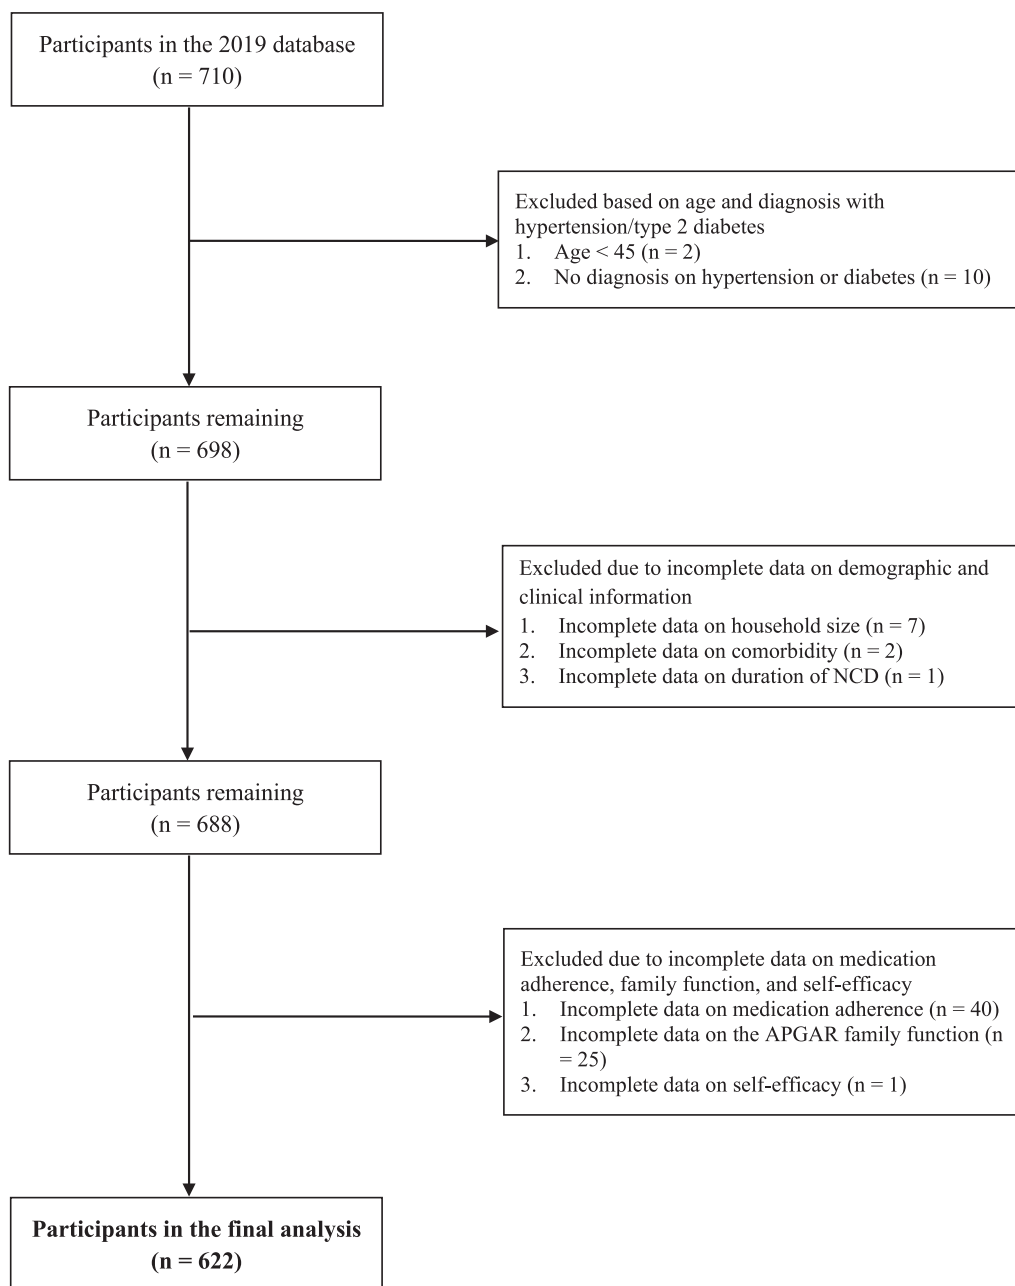 Participants in the 2019 database
(n = 710)
Excluded based on age and diagnosis with
hypertension/type 2 diabetes
1. Age < 45 (n = 2)
2. No diagnosis on hypertension or diabetes (n = 10)
Participants remaining
(n = 698)
Excluded due to incomplete data on demographic and
clinical information
1. Incomplete data on household size (n = 7)
2. Incomplete data on comorbidity (n = 2)
3. Incomplete data on duration of NCD (n = 1)
Participants remaining
(n = 688)
Excluded due to incomplete data on medication
adherence, family function, and self-efficacy
1. Incomplete data on medication adherence (n = 40)
2. Incomplete data on the APGAR family function (n
= 25)
3. Incomplete data on self-efficacy (n = 1)
Participants in the final analysis
(n = 622)